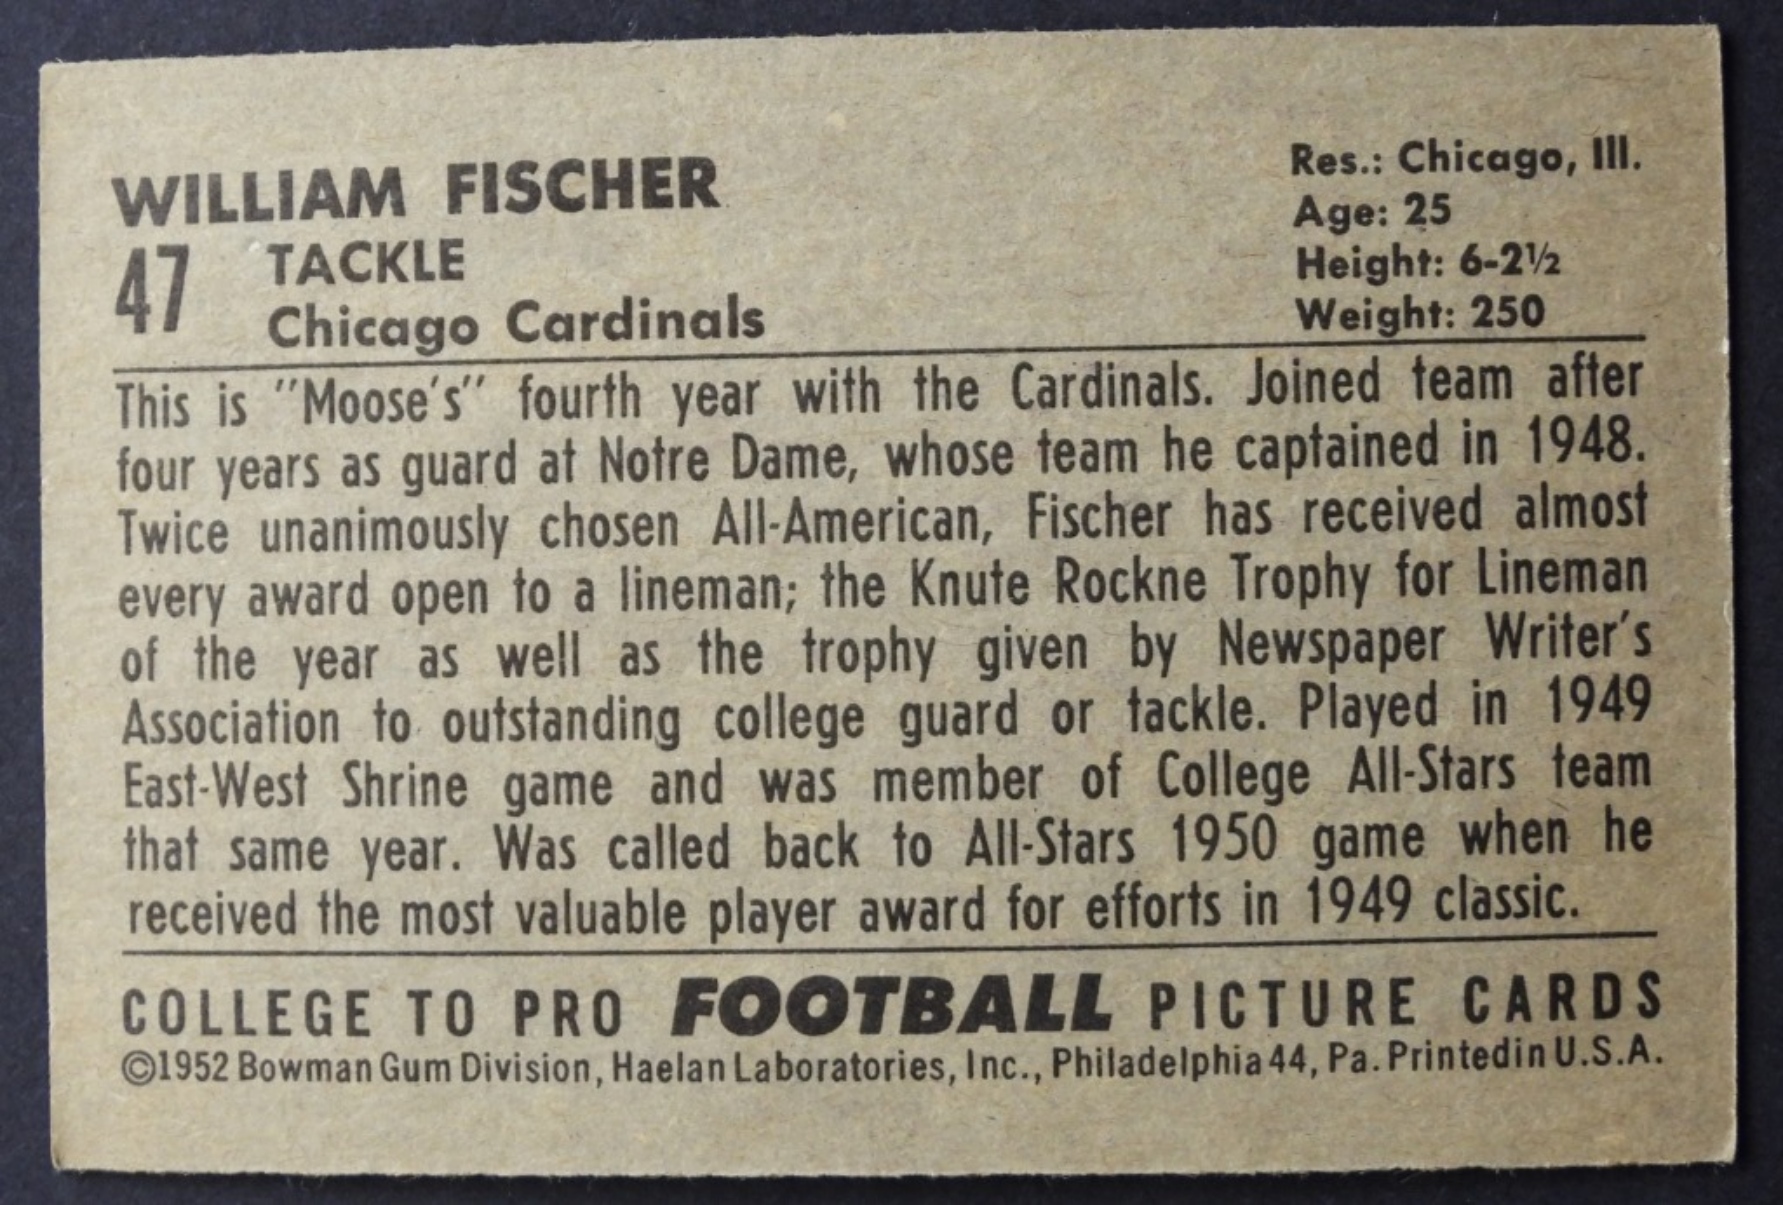 WILLIAM FISCHER
47 TACKLE
Chicago Cardinals
Res.: Chicago, Ill.
Age: 25
Height: 6-2½
Weight: 250
This is "Moose's" fourth year with the Cardinals. Joined team after
four years as guard at Notre Dame, whose team he captained in 1948.
Twice unanimously chosen All-American, Fischer has received almost
every award open to a lineman; the Knute Rockne Trophy for Lineman
of the year as well as the trophy given by Newspaper Writer's
Association to outstanding college guard or tackle. Played in 1949
East-West Shrine game and was member of College All-Stars team
that same year. Was called back to All-Stars 1950 game when he
received the most valuable player award for efforts in 1949 classic.
COLLEGE TO PRO FOOTBALL PICTURE CARDS
©1952 Bowman Gum Division, Haelan Laboratories, Inc., Philadelphia 44, Pa. Printed in U.S.A.